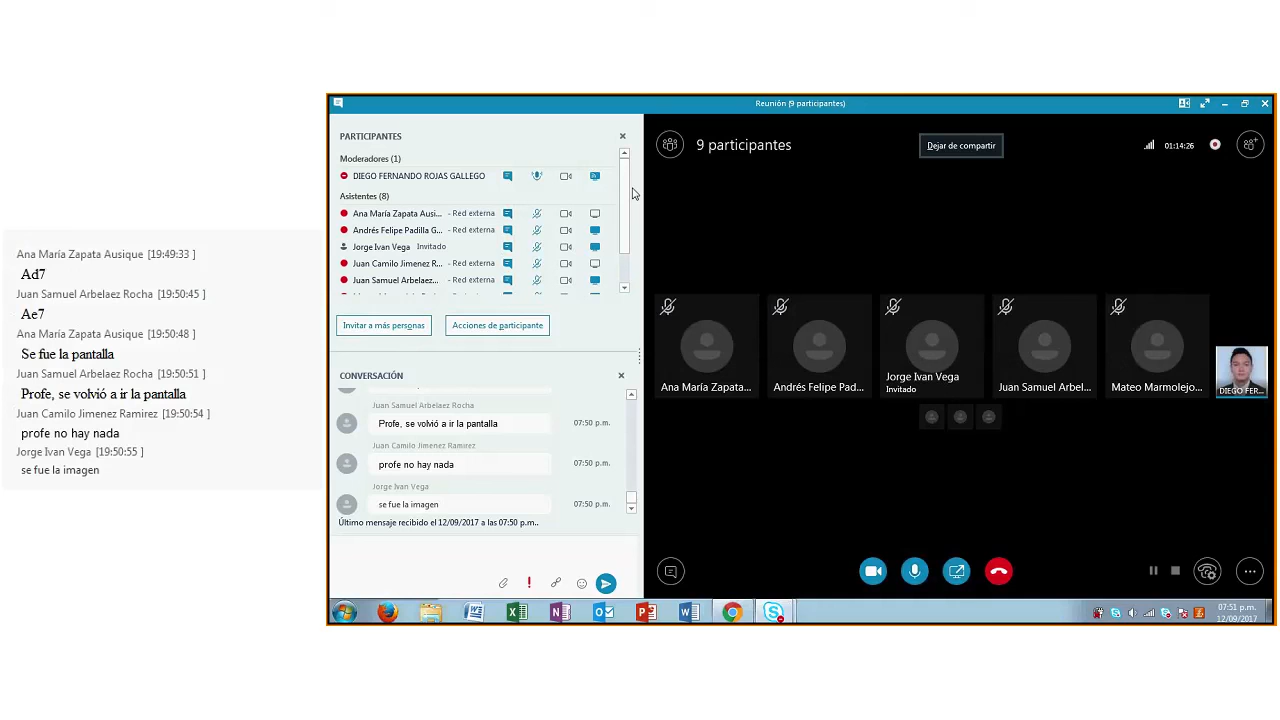 Ana María Zapata Ausique [19:49:33 ]
Ad7
Juan Samuel Arbelaez Rocha [19:50:45 ]
Ae7
Ana María Zapata Ausique [19:50:48 ]
Se fue la pantalla
Juan Samuel Arbelaez Rocha [19:50:51 ]
Profe, se volvió a ir la pantalla
Juan Camilo Jimenez Ramirez [19:50:54 ]
profe no hay nada
Jorge Ivan Vega [19:50:55 ]
se fue la imagen
Reunión (9 participantes)
PARTICIPANTES
Moderadores (1)
DIEGO FERNANDO ROJAS GALLEGO
Asistentes (8)
Ana María Zapata Ausi... - Red externa
Andrés Felipe Padilla G... - Red externa
Jorge Ivan Vega Invitado
Juan Camilo Jimenez R... - Red externa
Juan Samuel Arbelaez... - Red externa
Invitar a más personas
Acciones de participante
CONVERSACIÓN
Juan Samuel Arbelaez Rocha
Profe, se volvió a ir la pantalla 07:50 p.m.
Juan Camilo Jimenez Ramirez
profe no hay nada 07:50 p.m.
Jorge Ivan Vega
se fue la imagen 07:50 p.m.
Último mensaje recibido el 12/09/2017 a las 07:50 p.m..
9 participantes
Dejar de compartir
01:14:26
Ana María Zapata...
Andrés Felipe Pad...
Jorge Ivan Vega
Invitado
Juan Samuel Arbel...
Mateo Marmolejo...
DIEGO FER...
07:51 p.m.
12/09/2017